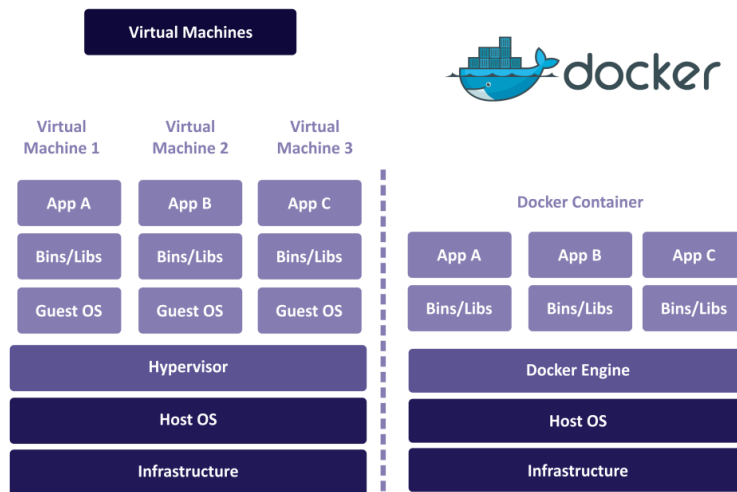 Virtual Machines
docker
Virtual
Machine 1
Virtual
Machine 2
Virtual
Machine 3
App A
App B
App C
Bins/Libs
Bins/Libs
Bins/Libs
Guest OS
Guest OS
Guest OS
Hypervisor
Host OS
Infrastructure
Docker Container
App A
App B
App C
Bins/Libs
Bins/Libs
Bins/Libs
Docker Engine
Host OS
Infrastructure